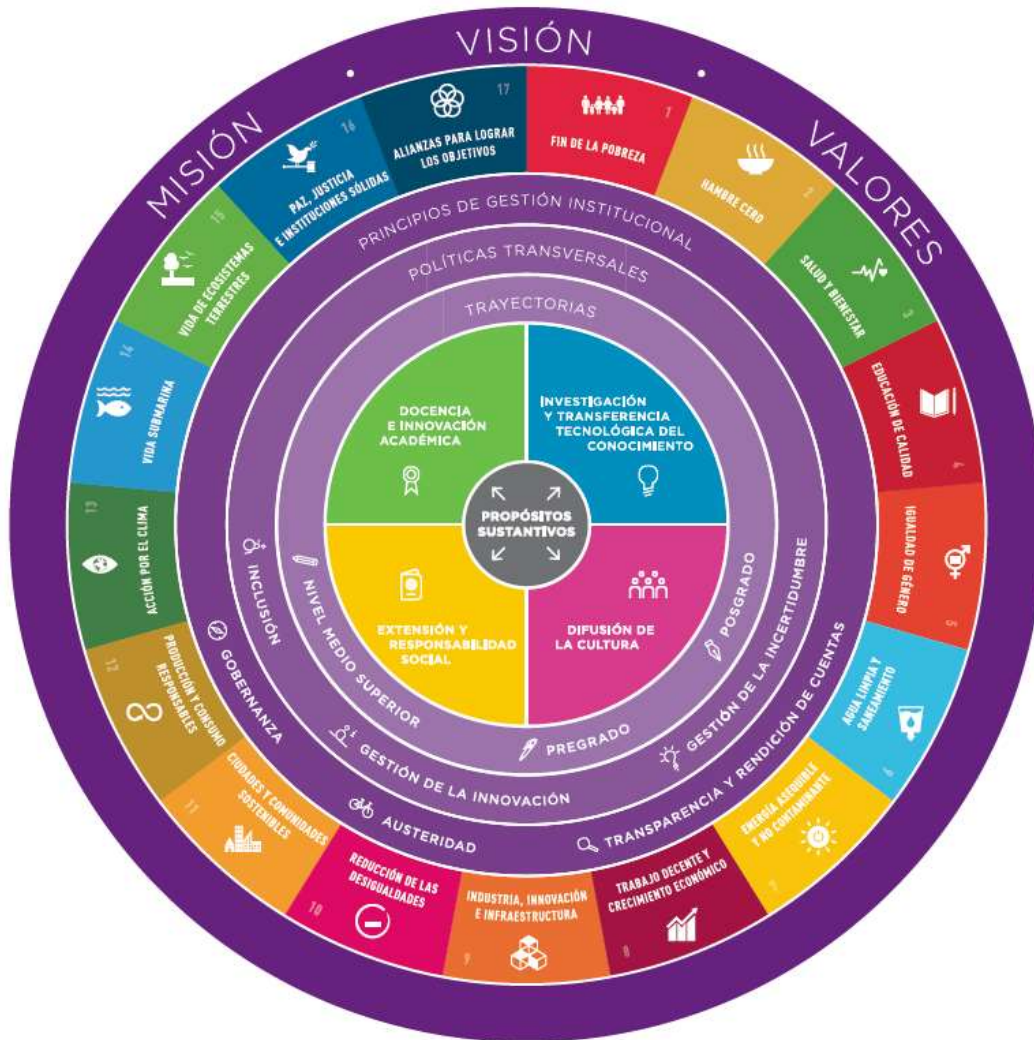 MISIÓN
•
VISIÓN
•
VALORES
1
FIN DE LA POBREZA
2
HAMBRE CERO
3
SALUD Y BIENESTAR
4
EDUCACIÓN DE CALIDAD
5
IGUALDAD DE GÉNERO
6
AGUA LIMPIA Y
SANEAMIENTO
7
ENERGÍA ASEQUIBLE
Y NO CONTAMINANTE
8
TRABAJO DECENTE Y
CRECIMIENTO ECONÓMICO
9
INDUSTRIA, INNOVACIÓN
E INFRAESTRUCTURA
10
REDUCCIÓN DE LAS
DESIGUALDADES
11
CIUDADES Y COMUNIDADES
SOSTENIBLES
12
PRODUCCIÓN Y CONSUMO
RESPONSABLES
13
ACCIÓN POR EL CLIMA
14
VIDA SUBMARINA
15
VIDA DE ECOSISTEMAS
TERRESTRES
16
PAZ, JUSTICIA
E INSTITUCIONES SÓLIDAS
17
ALIANZAS PARA LOGRAR
LOS OBJETIVOS
PRINCIPIOS DE GESTIÓN INSTITUCIONAL
GOBERNANZA
AUSTERIDAD
TRANSPARENCIA Y RENDICIÓN DE CUENTAS
POLÍTICAS TRANSVERSALES
INCLUSIÓN
GESTIÓN DE LA INNOVACIÓN
GESTIÓN DE LA INCERTIDUMBRE
TRAYECTORIAS
NIVEL MEDIO SUPERIOR
PREGRADO
POSGRADO
DOCENCIA
E INNOVACIÓN
ACADÉMICA
INVESTIGACIÓN
Y TRANSFERENCIA
TECNOLÓGICA DEL
CONOCIMIENTO
PROPÓSITOS
SUSTANTIVOS
EXTENSIÓN Y
RESPONSABILIDAD
SOCIAL
DIFUSIÓN DE
LA CULTURA